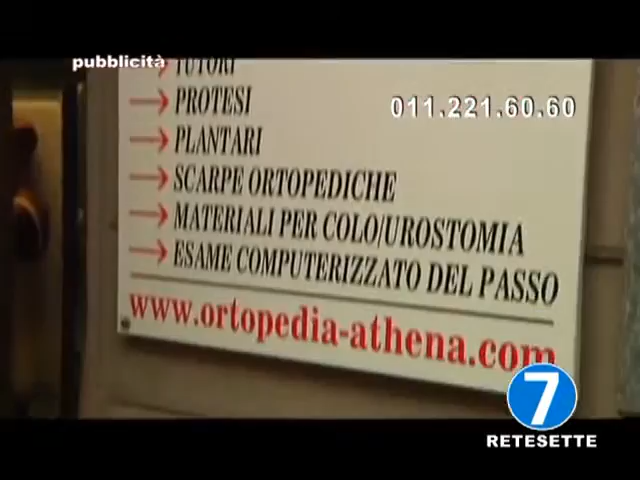 pubblicità
TUTORI
PROTESI
011.221.60.60
PLANTARI
SCARPE ORTOPEDICHE
MATERIALI PER COLO/UROSTOMIA
ESAME COMPUTERIZZATO DEL PASSO
www.ortopedia-athena.com
7
RETESETTE